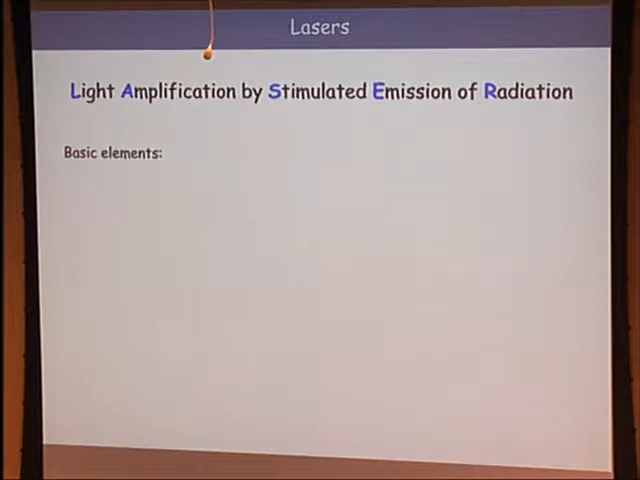 Lasers
Light Amplification by Stimulated Emission of Radiation
Basic elements: